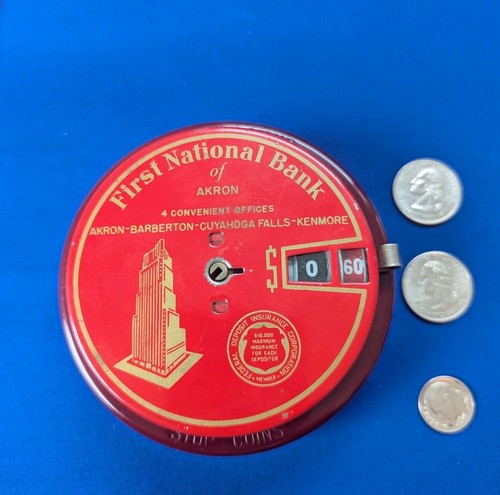 First National Bank
of
AKRON
4 CONVENIENT OFFICES
AKRON-BARBERTON-CUYAHOGA FALLS-KENMORE
$ 0 60
FEDERAL DEPOSIT INSURANCE CORPORATION
$10,000
MAXIMUM
INSURANCE
FOR EACH
DEPOSITOR
MEMBER
STOP COINS